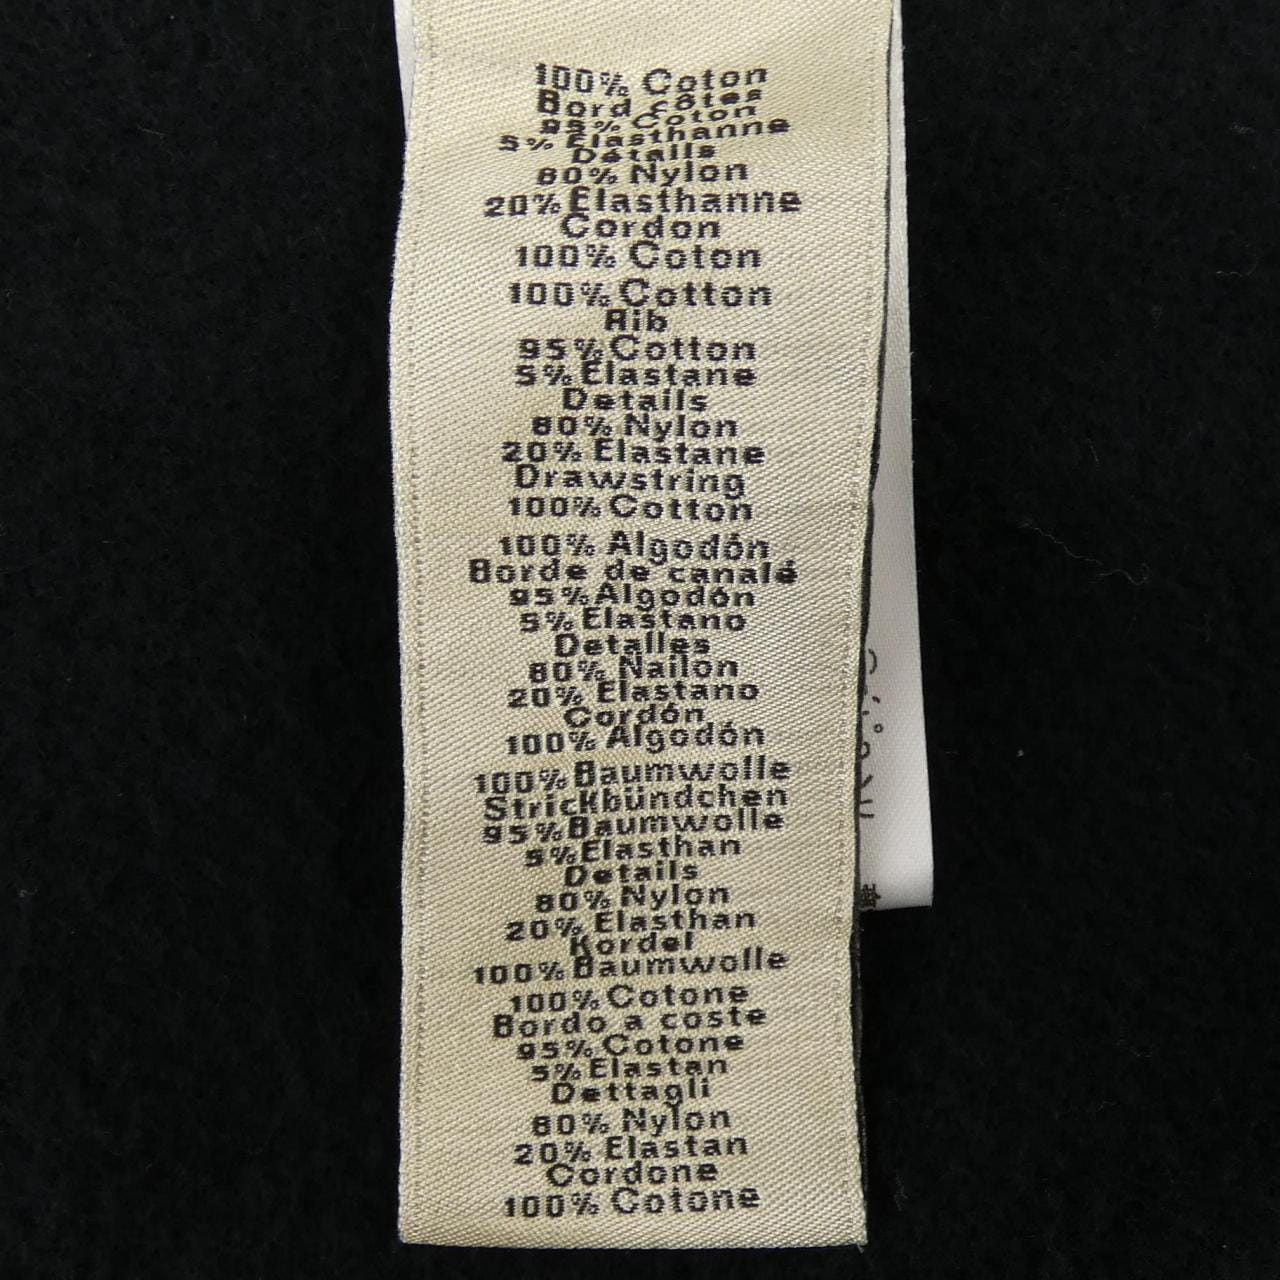 100% Coton
Bord côtes
95% Coton
5% Elasthanne
Détails
80% Nylon
20% Elasthanne
Cordon
100% Coton
100% Cotton
Rib
95% Cotton
5% Elastane
Details
80% Nylon
20% Elastane
Drawstring
100% Cotton
100% Algodón
Borde de canalé
95% Algodón
5% Elastano
Detalles
80% Nailon
20% Elastano
Cordón
100% Algodón
100% Baumwolle
Strickbündchen
95% Baumwolle
5% Elasthan
Details
80% Nylon
20% Elasthan
Kordel
100% Baumwolle
100% Cotone
Bordo a coste
95% Cotone
5% Elastan
Dettagli
80% Nylon
20% Elastan
Cordone
100% Cotone